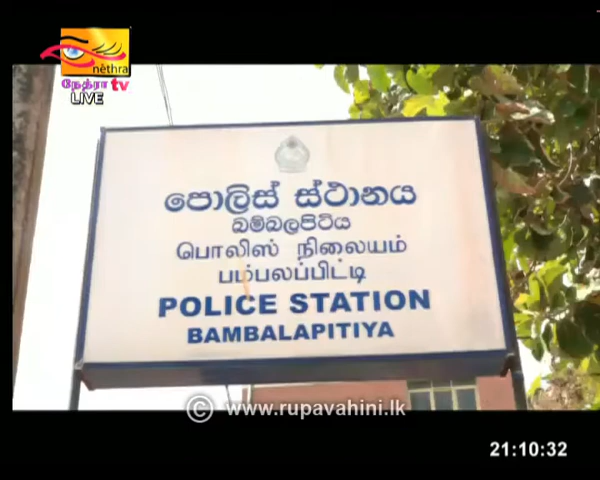 nethra
நேத்ரா tv
LIVE
පොලිස් ස්ථානය
බම්බලපිටිය
பொலிஸ் நிலையம்
பம்பலப்பிட்டி
POLICE STATION
BAMBALAPITIYA
© www.rupavahini.lk
21:10:32